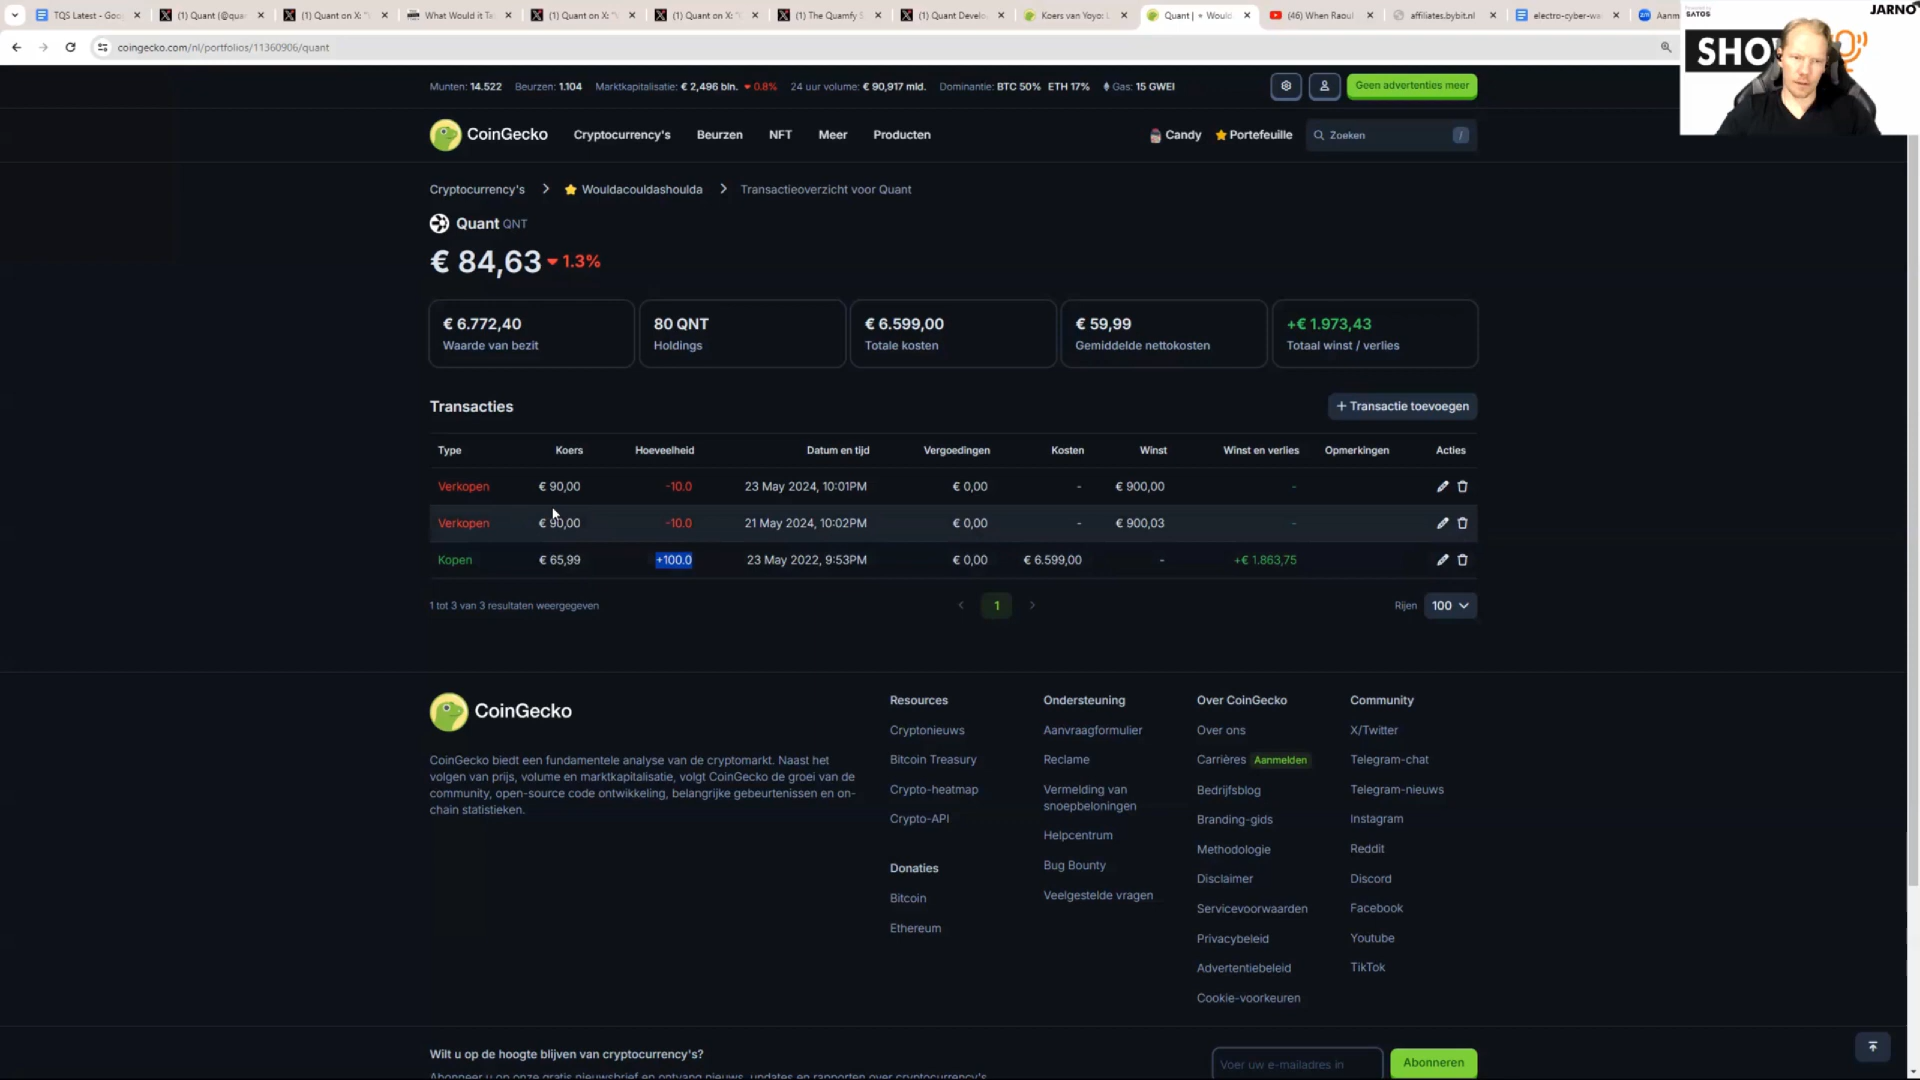 TQS Latest - Goo
(1) Quant (@qua
(1) Quant on X: "
What Would it Ta
(1) Quant on X: "
(1) Quant on X: "
(1) The Quamfy S
(1) Quant Develo
Koers van Yoyo: L
Quant | ⭐ Would
(46) When Raoul
affiliates.bybit.nl
electro-cyber-wa
Aanm
coingecko.com/nl/portfolios/11360906/quant
SATOS
JARNO
SHO
Munten: 14.522 Beurzen: 1.104 Marktkapitalisatie: € 2,496 bln. 0.8% 24 uur volume: € 90,917 mld. Dominantie: BTC 50% ETH 17% Gas: 15 GWEI
Geen advertenties meer
CoinGecko Cryptocurrency's Beurzen NFT Meer Producten Candy Portefeuille Zoeken /
Cryptocurrency's > Wouldacouldashoulda > Transactieoverzicht voor Quant
Quant QNT
€ 84,63 1.3%
€ 6.772,40 80 QNT € 6.599,00 € 59,99 +€ 1.973,43
Waarde van bezit Holdings Totale kosten Gemiddelde nettokosten Totaal winst / verlies
Transacties + Transactie toevoegen
Type Koers Hoeveelheid Datum en tijd Vergoedingen Kosten Winst Winst en verlies Opmerkingen Acties
Verkopen € 90,00 -10.0 23 May 2024, 10:01PM € 0,00 - € 900,00 -
Verkopen € 90,00 -10.0 21 May 2024, 10:02PM € 0,00 - € 900,03 -
Kopen € 65,99 +100.0 23 May 2022, 9:53PM € 0,00 € 6.599,00 - +€ 1.863,75
1 tot 3 van 3 resultaten weergegeven < 1 > Rijen 100
CoinGecko
CoinGecko biedt een fundamentele analyse van de cryptomarkt. Naast het
volgen van prijs, volume en marktkapitalisatie, volgt CoinGecko de groei van de
community, open-source code ontwikkeling, belangrijke gebeurtenissen en on-
chain statistieken.
Resources
Cryptonieuws
Bitcoin Treasury
Crypto-heatmap
Crypto-API
Donaties
Bitcoin
Ethereum
Ondersteuning
Aanvraagformulier
Reclame
Vermelding van
snoepbeloningen
Helpcentrum
Bug Bounty
Veelgestelde vragen
Over CoinGecko
Over ons
Carrières Aanmelden
Bedrijfsblog
Branding-gids
Methodologie
Disclaimer
Servicevoorwaarden
Privacybeleid
Advertentiebeleid
Cookie-voorkeuren
Community
X/Twitter
Telegram-chat
Telegram-nieuws
Instagram
Reddit
Discord
Facebook
Youtube
TikTok
Wilt u op de hoogte blijven van cryptocurrency's?
Abonneer u op onze gratis nieuwsbrief en ontvang nieuws, updates en rapporten over cryptocurrency's
Voer uw e-mailadres in
Abonneren